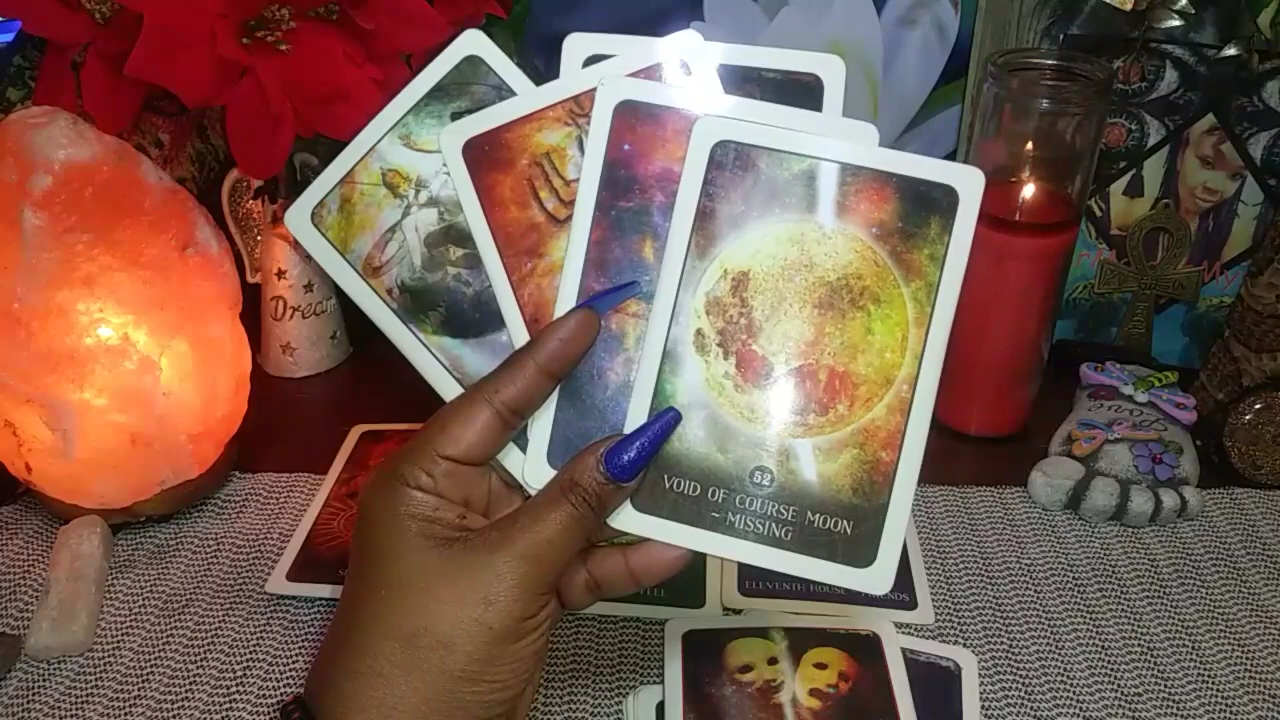 Dream
52
VOID OF COURSE MOON
~ MISSING
ELEVENTH HOUSE ~ FRIENDS